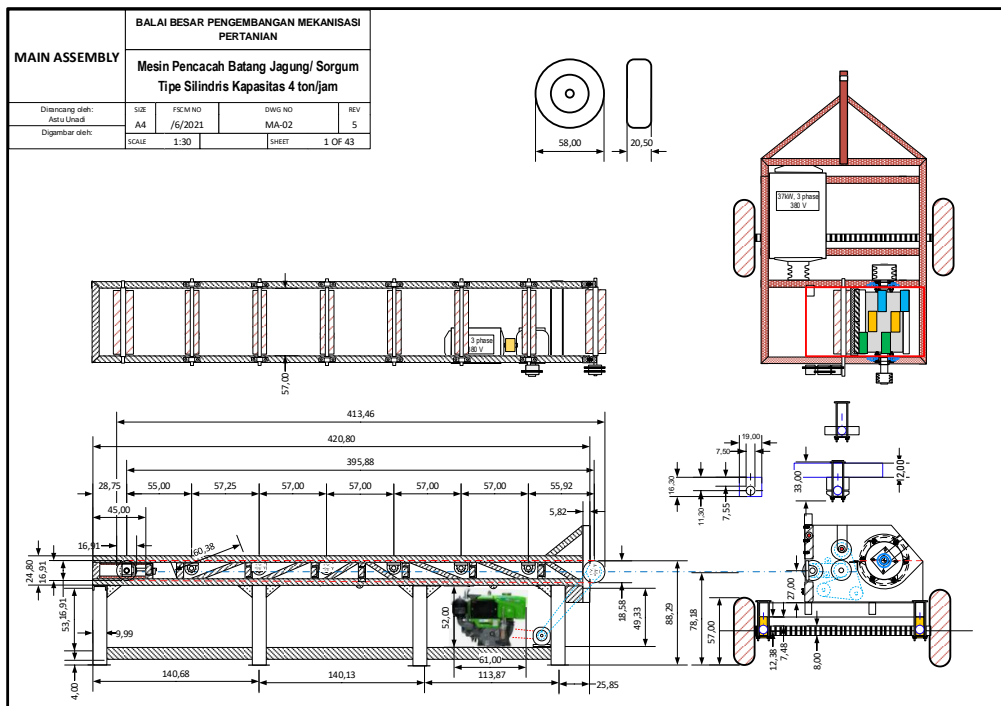 MAIN ASSEMBLY
BALAI BESAR PENGEMBANGAN MEKANISASI
PERTANIAN
Mesin Pencacah Batang Jagung/ Sorgum
Tipe Silindris Kapasitas 4 ton/jam
Dirancang oleh:
Astu Unadi
Digambar oleh:
SIZE
FSCM NO
DWG NO
REV
A4
/6/2021
MA-02
5
SCALE
1:30
SHEET
1 OF 43
58,00
20,50
37kW, 3 phase
380 V
3 phase
380 V
57,00
413,46
420,80
395,88
28,75
55,00
57,25
57,00
57,00
57,00
57,00
55,92
45,00
5,82
16,91
60,38
24,80
16,91
53,16,91
9,99
52,00
18,58
49,33
88,29
61,00
4,00
140,68
140,13
113,87
25,85
19,00
7,50
16,30
11,30
7,55
33,00
27,00
78,18
57,00
12,38
7,48
8,00